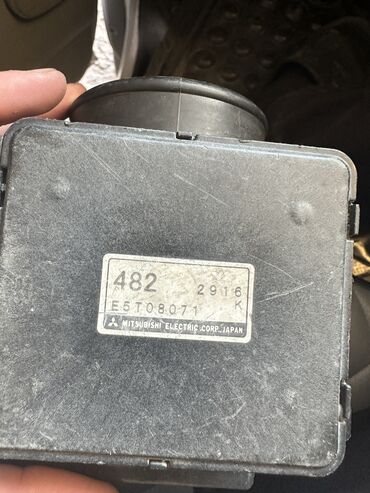 482 2916
E5T08071 K
MITSUBISHI ELECTRIC CORP. JAPAN